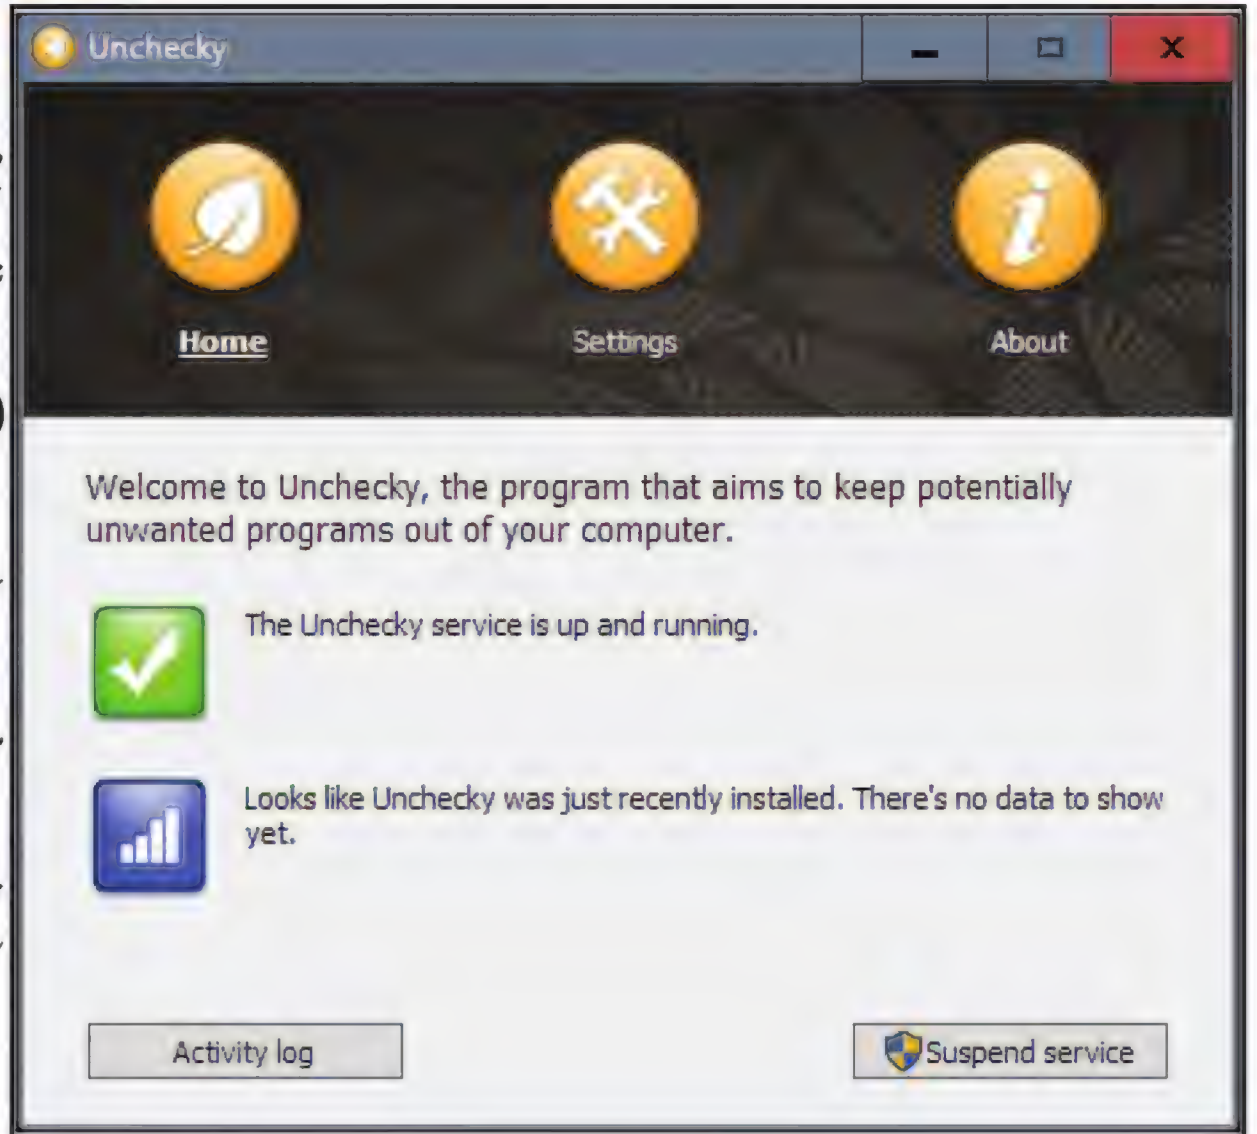 Unchecky
Home
Settings
About
Welcome to Unchecky, the program that aims to keep potentially
unwanted programs out of your computer.
The Unchecky service is up and running.
Looks like Unchecky was just recently installed. There's no data to show
yet.
Activity log
Suspend service